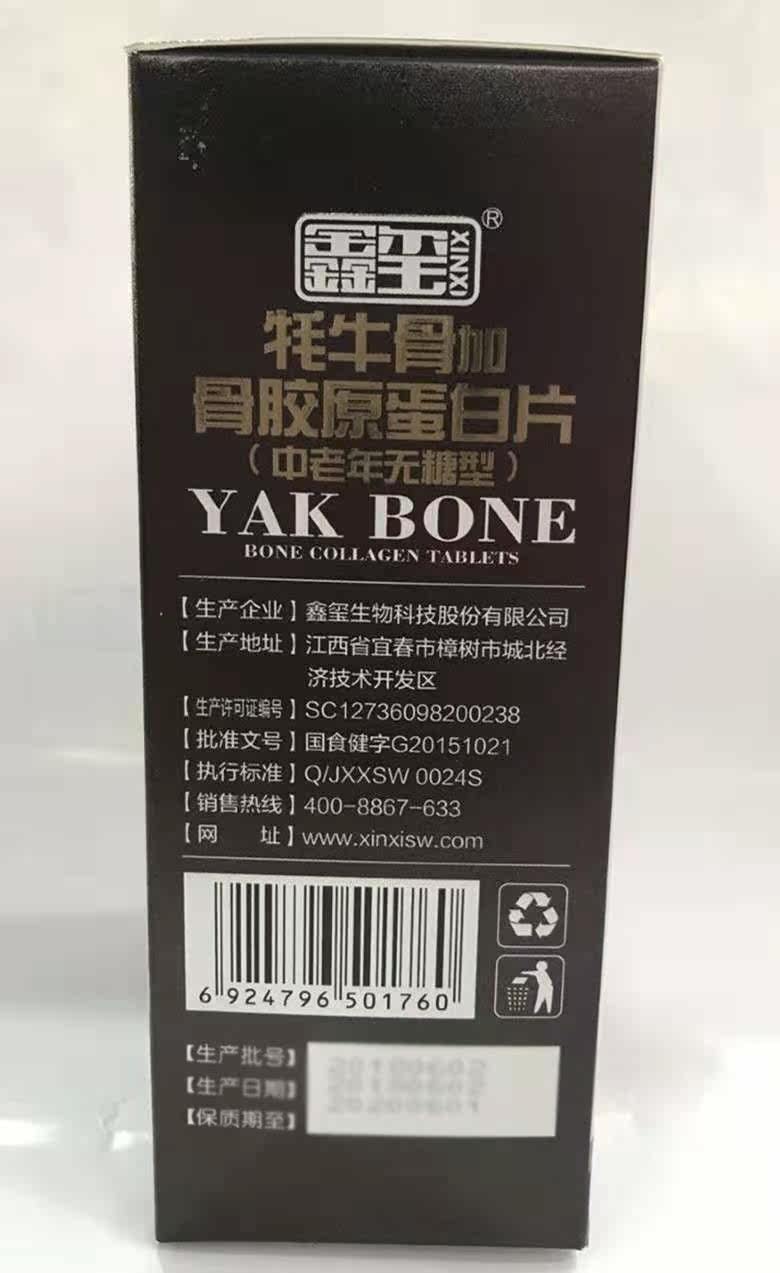 鑫玺 XINXI ®
牦牛骨加
骨胶原蛋白片
（中老年无糖型）
YAK BONE
BONE COLLAGEN TABLETS
【生产企业】鑫玺生物科技股份有限公司
【生产地址】江西省宜春市樟树市城北经
济技术开发区
【生产许可证编号】SC12736098200238
【批准文号】国食健字G20151021
【执行标准】Q/JXXSW 0024S
【销售热线】400-8867-633
【网 址】www.xinxisw.com
6 924796 501760
【生产批号】
【生产日期】
【保质期至】